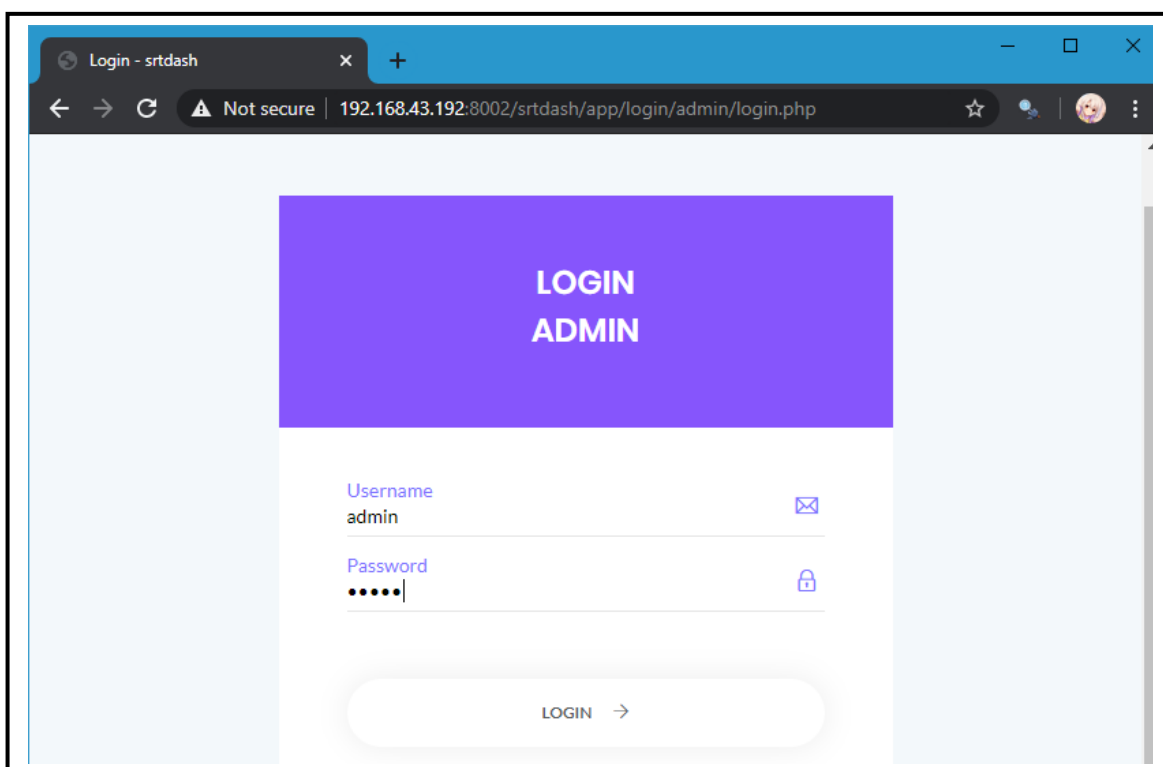 Login - srtdash
Not secure | 192.168.43.192:8002/srtdash/app/login/admin/login.php
LOGIN
ADMIN
Username
admin
Password
•••••
LOGIN →